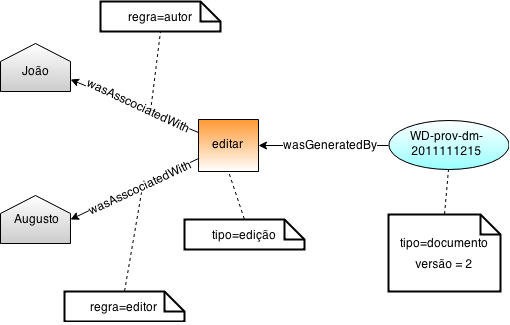 regra=autor
João
wasAsscociatedWith
editar
wasGeneratedBy
WD-prov-dm-
2011111215
wasAsscociatedWith
Augusto
tipo=edição
tipo=documento
versão = 2
regra=editor